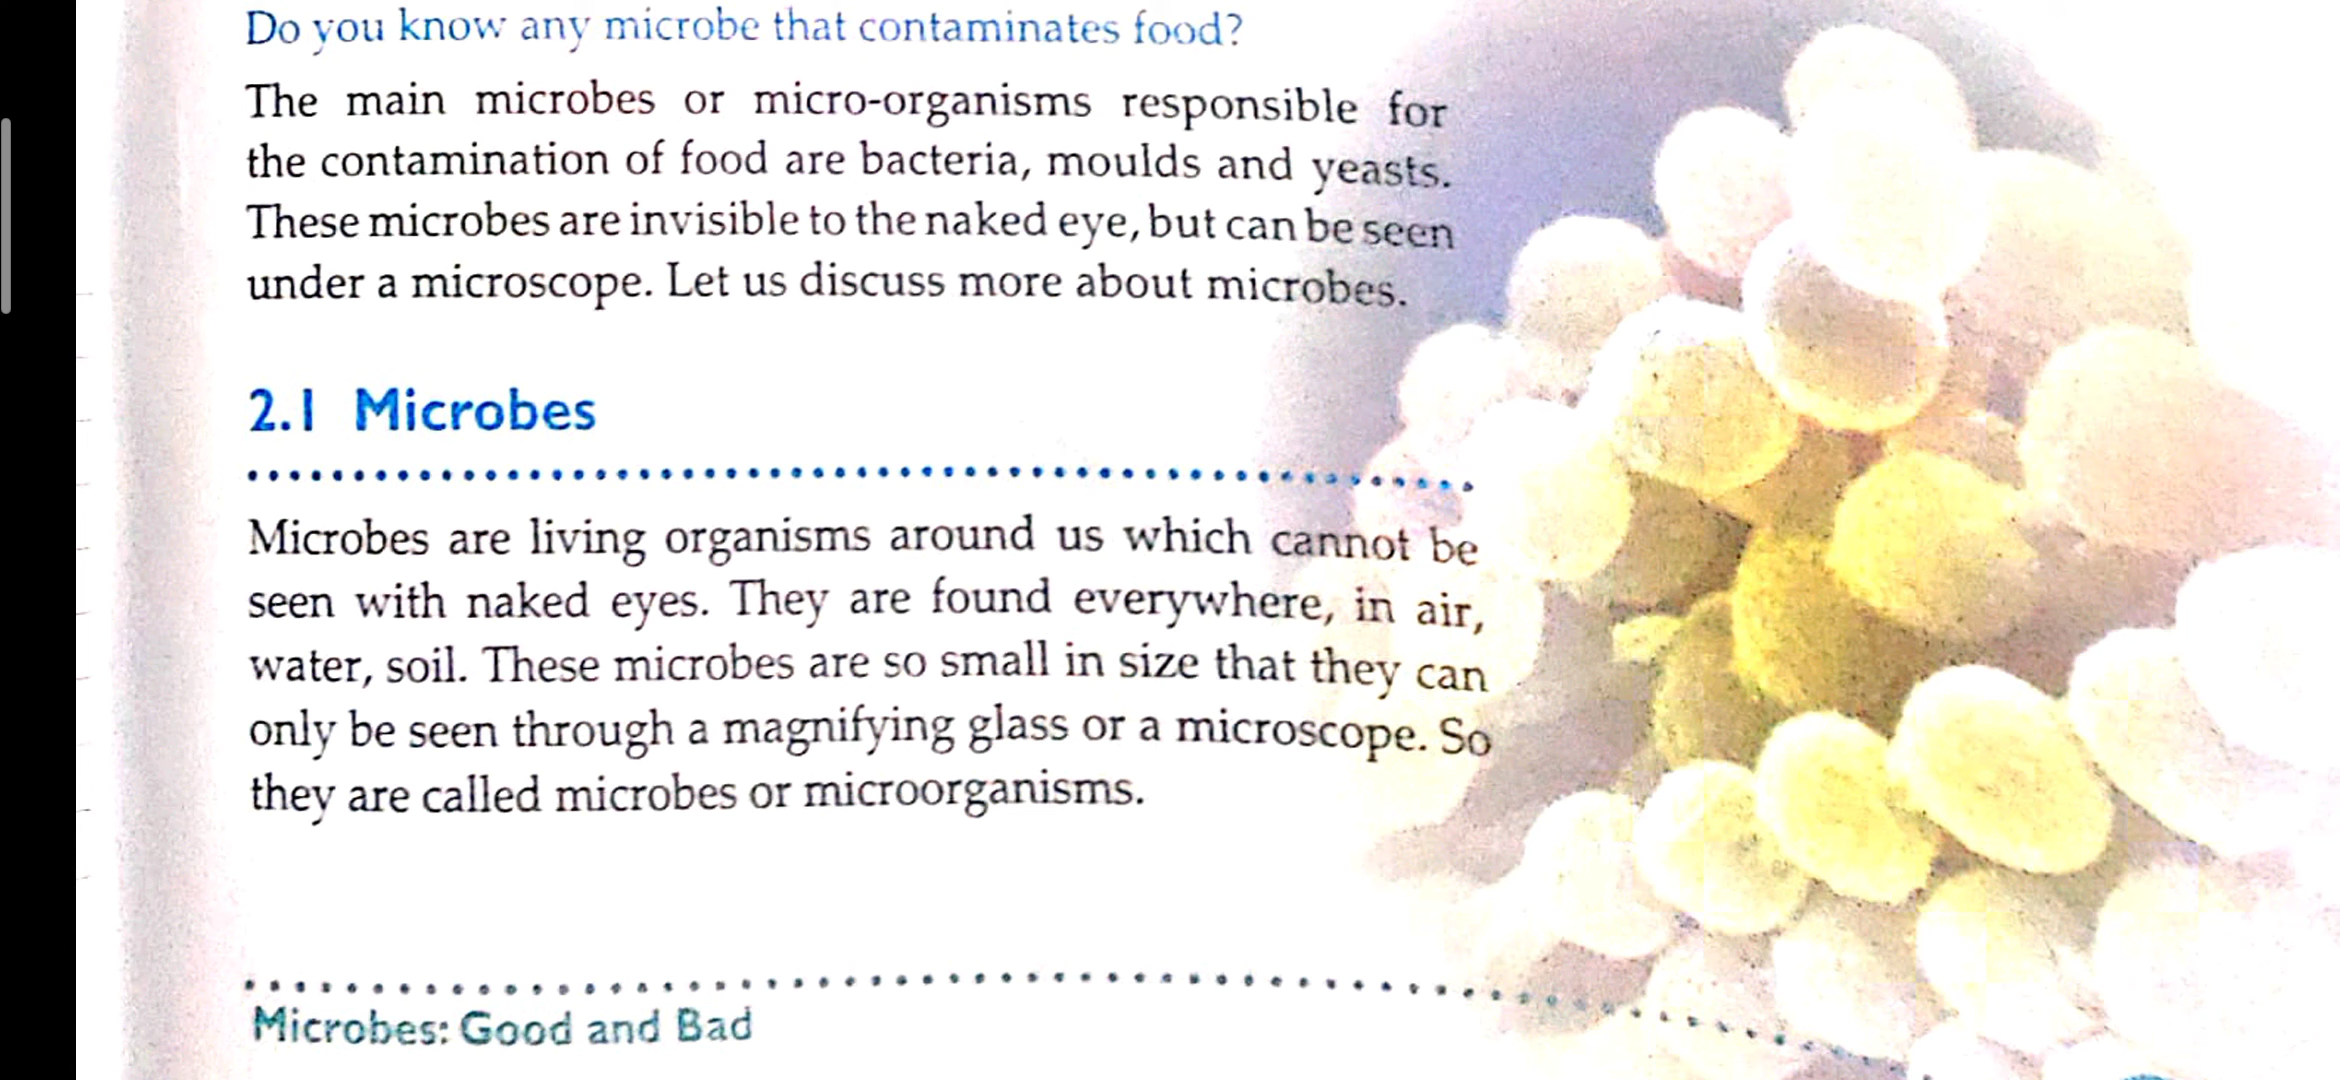 Do you know any microbe that contaminates food?
The main microbes or micro-organisms responsible for
the contamination of food are bacteria, moulds and yeasts.
These microbes are invisible to the naked eye, but can be seen
under a microscope. Let us discuss more about microbes.
2.1 Microbes
Microbes are living organisms around us which cannot be
seen with naked eyes. They are found everywhere, in air,
water, soil. These microbes are so small in size that they can
only be seen through a magnifying glass or a microscope. So
they are called microbes or microorganisms.
Microbes: Good and Bad